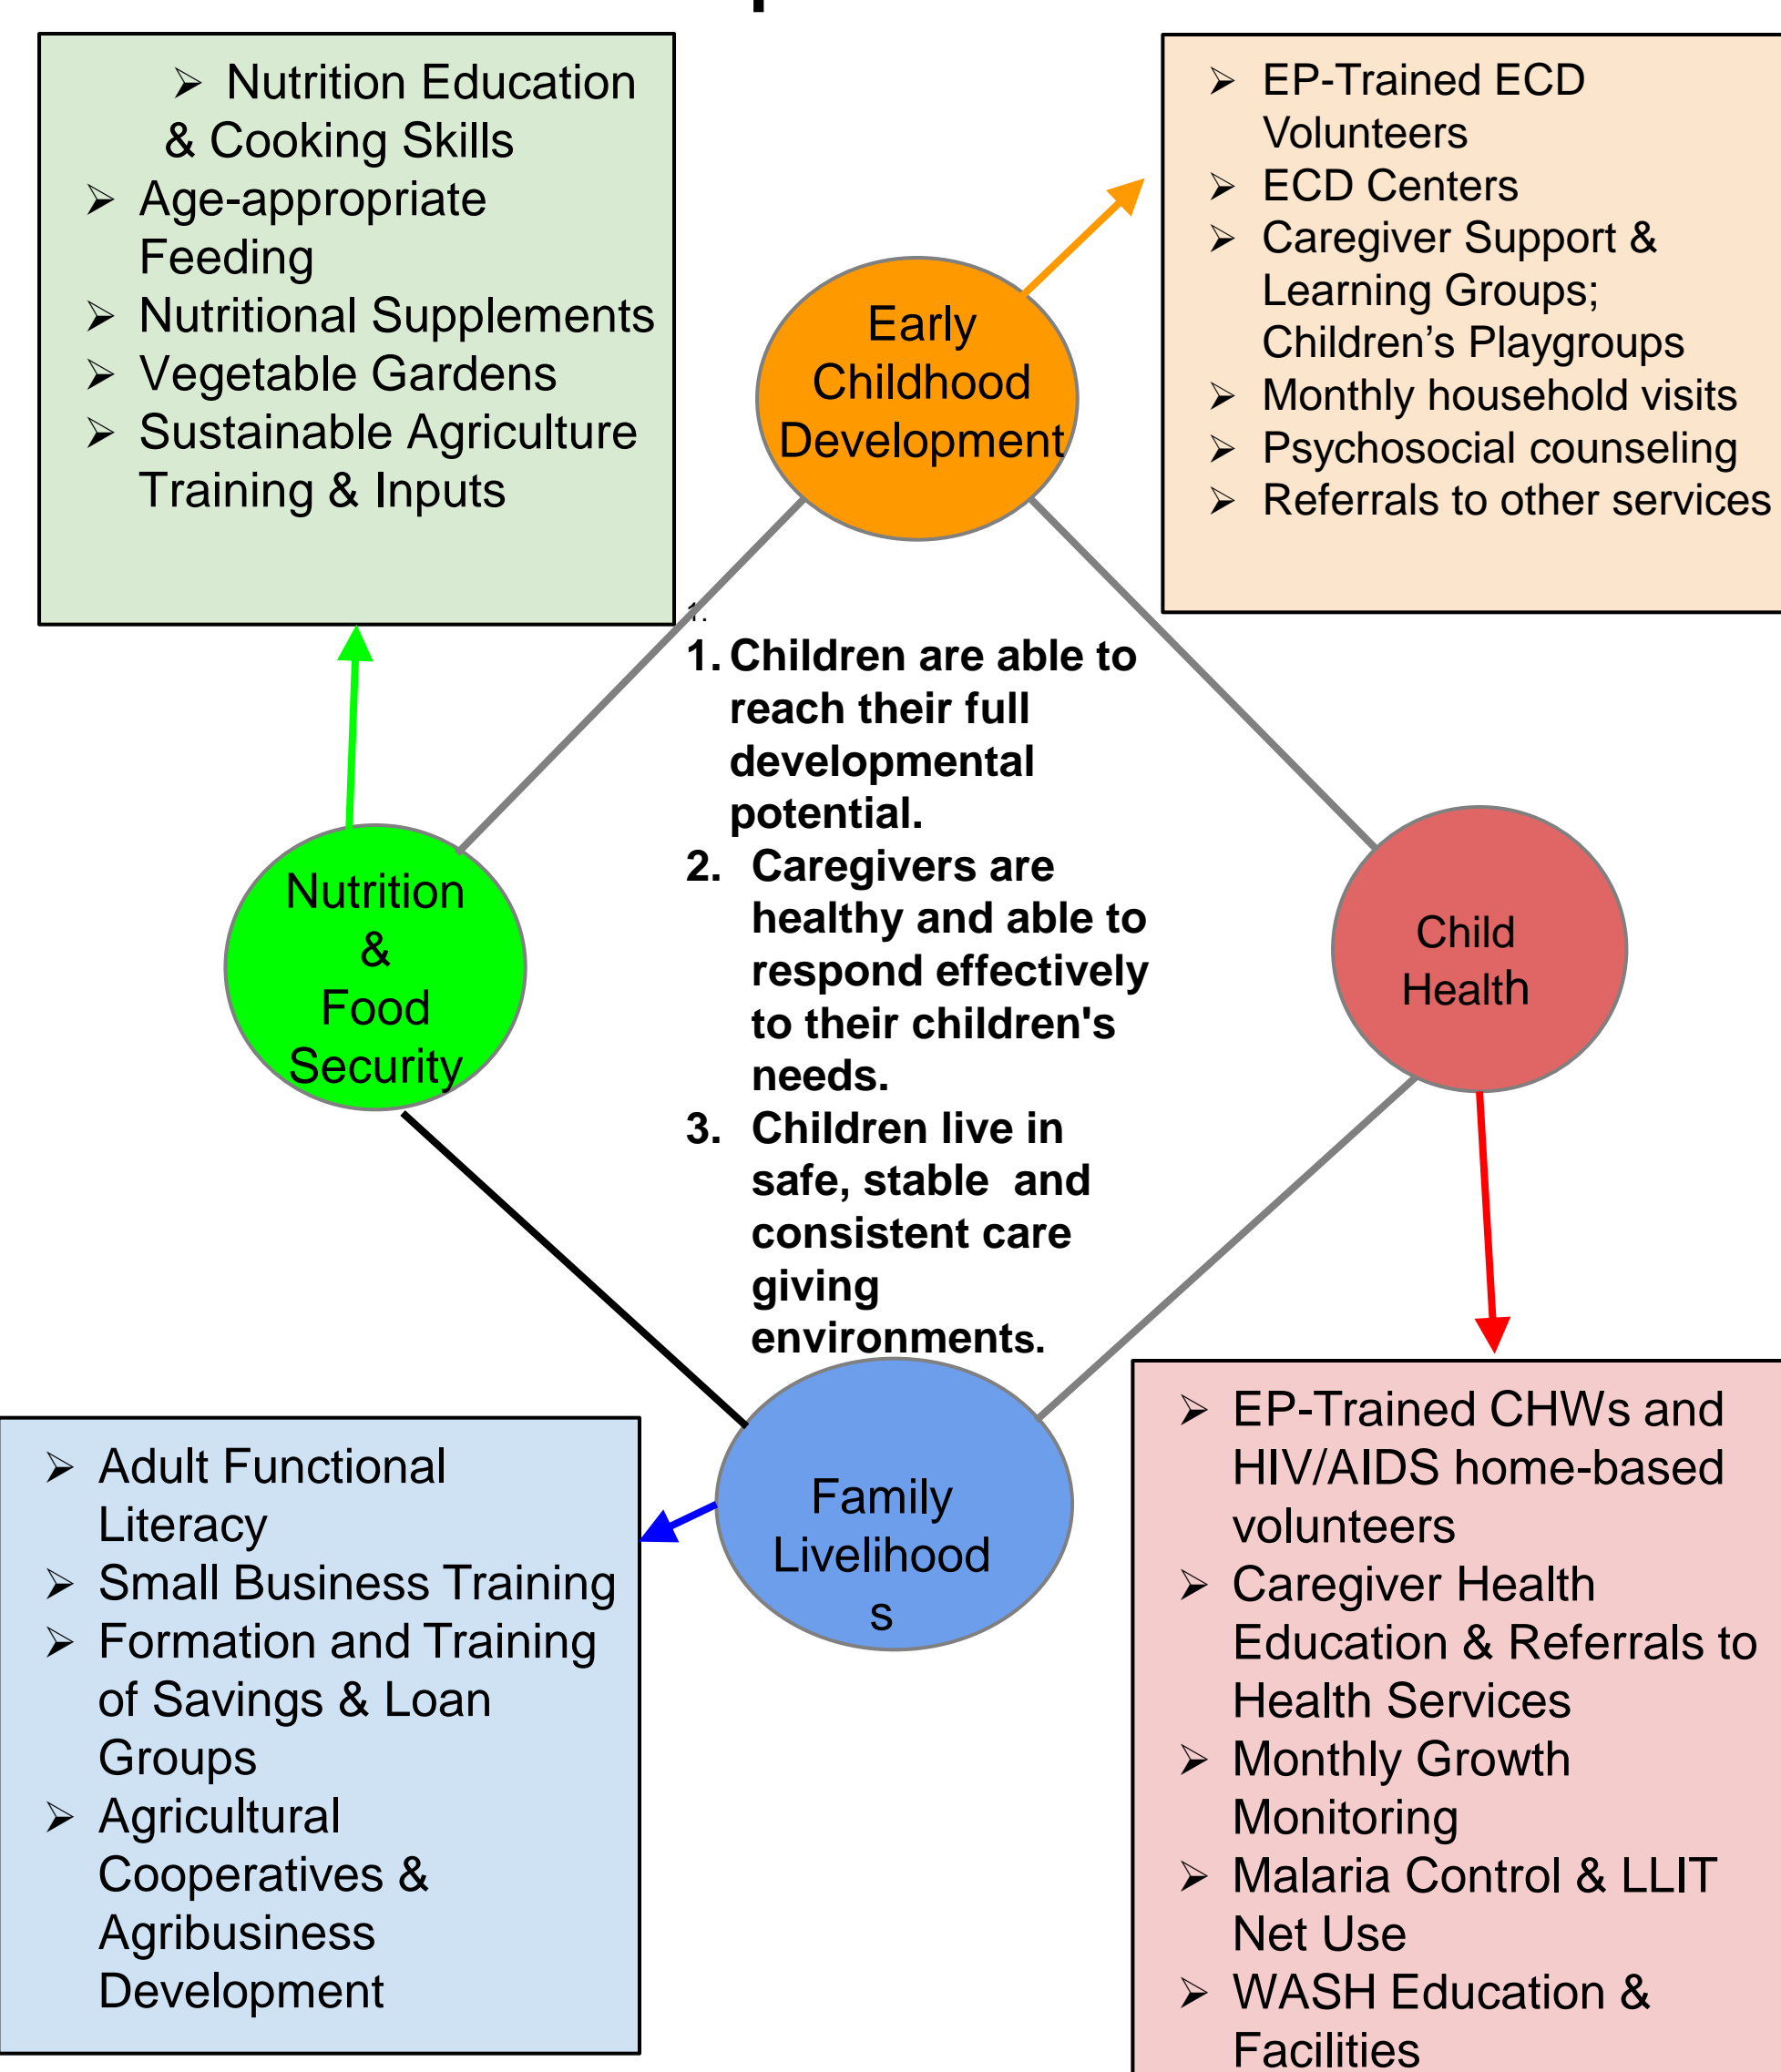 ➢ Nutrition Education
& Cooking Skills
➢ Age-appropriate
Feeding
➢ Nutritional Supplements
➢ Vegetable Gardens
➢ Sustainable Agriculture
Training & Inputs
➢ EP-Trained ECD
Volunteers
➢ ECD Centers
➢ Caregiver Support &
Learning Groups;
Children’s Playgroups
➢ Monthly household visits
➢ Psychosocial counseling
➢ Referrals to other services
Early
Childhood
Development
1.
1. Children are able to
reach their full
developmental
potential.
2. Caregivers are
healthy and able to
respond effectively
to their children's
needs.
3. Children live in
safe, stable and
consistent care
giving
environments.
Nutrition
&
Food
Security
Child
Health
Family
Livelihood
s
➢ Adult Functional
Literacy
➢ Small Business Training
➢ Formation and Training
of Savings & Loan
Groups
➢ Agricultural
Cooperatives &
Agribusiness
Development
➢ EP-Trained CHWs and
HIV/AIDS home-based
volunteers
➢ Caregiver Health
Education & Referrals to
Health Services
➢ Monthly Growth
Monitoring
➢ Malaria Control & LLIT
Net Use
➢ WASH Education &
Facilities